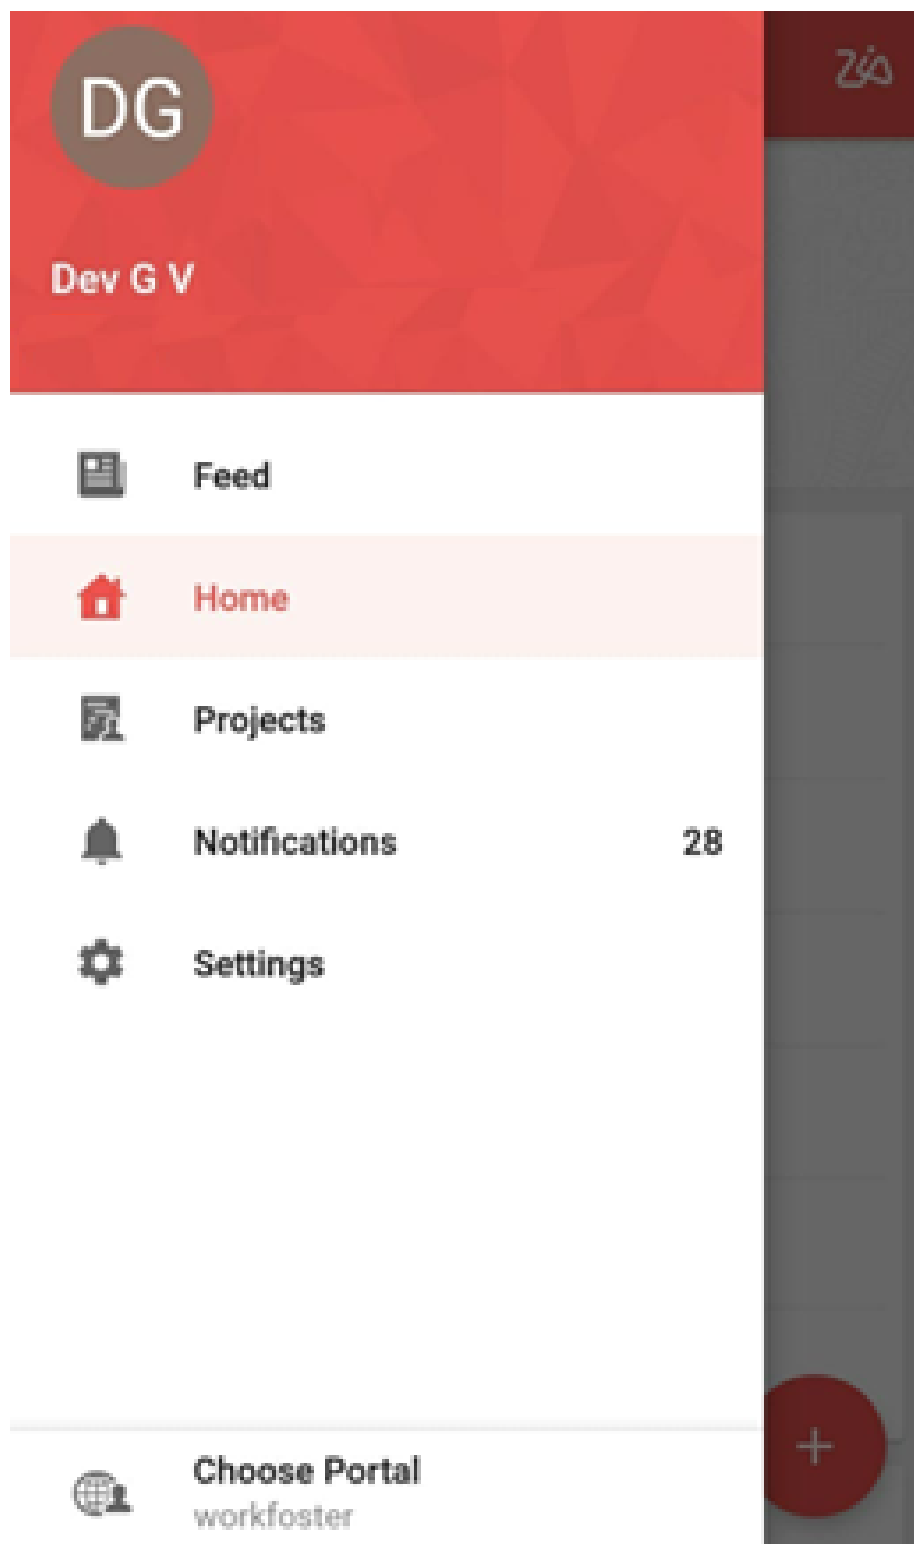 DG
Dev G V
Feed
Home
Projects
Notifications 28
Settings
Choose Portal
workfoster